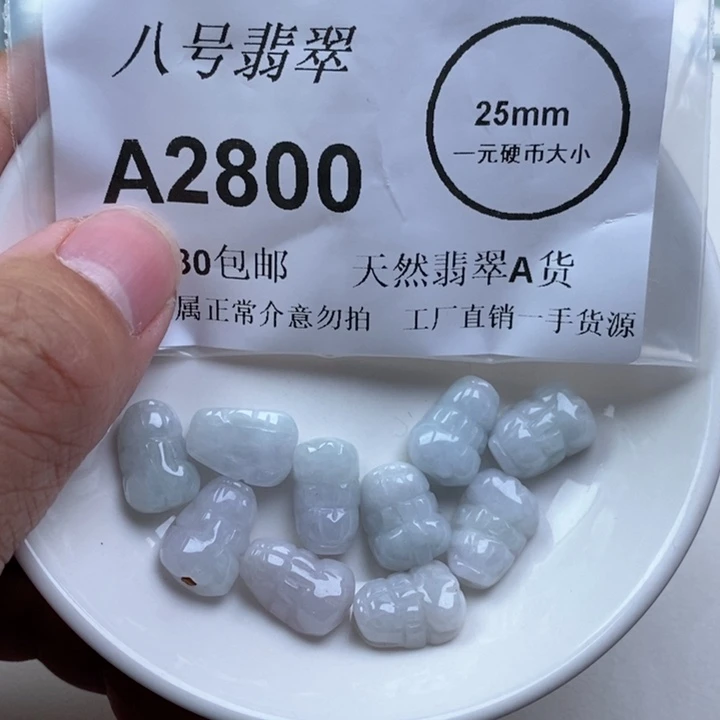 八号翡翠
A2800
25mm
一元硬币大小
80包邮
天然翡翠A货
属正常介意勿拍
工厂直销一手货源